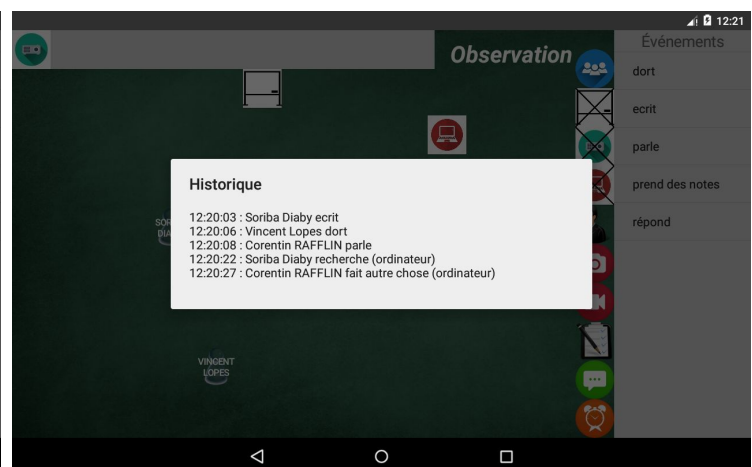 12:21
Observation
Événements
dort
ecrit
parle
prend des notes
répond
Historique
12:20:03 : Soriba Diaby ecrit
12:20:06 : Vincent Lopes dort
12:20:08 : Corentin RAFFLIN parle
12:20:22 : Soriba Diaby recherche (ordinateur)
12:20:27 : Corentin RAFFLIN fait autre chose (ordinateur)
VINCENT
LOPES